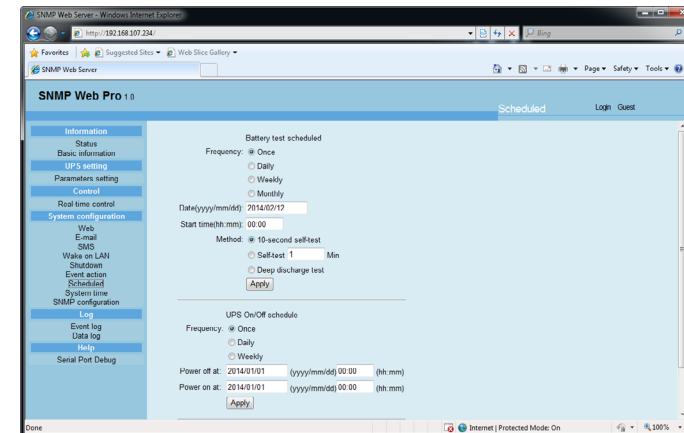 SNMP Web Server - Windows Internet Explorer
http://192.168.107.234/
Bing
Favorites Suggested Sites Web Slice Gallery
SNMP Web Server
Page Safety Tools
SNMP Web Pro 1.0
Scheduled Login Guest
Information
Status
Basic information
UPS setting
Parameters setting
Control
Real time control
System configuration
Web
E-mail
SMS
Wake on LAN
Shutdown
Event action
Scheduled
System time
SNMP configuration
Log
Event log
Data log
Help
Serial Port Debug
Battery test scheduled
Frequency: Once
Daily
Weekly
Monthly
Date(yyyy/mm/dd): 2014/02/12
Start time(hh:mm): 00:00
Method: 10-second self-test
Self-test 1 Min
Deep discharge test
Apply
UPS On/Off schedule
Frequency: Once
Daily
Weekly
Power off at: 2014/01/01 (yyyy/mm/dd) 00:00 (hh:mm)
Power on at: 2014/01/01 (yyyy/mm/dd) 00:00 (hh:mm)
Apply
Done Internet | Protected Mode: On 100%